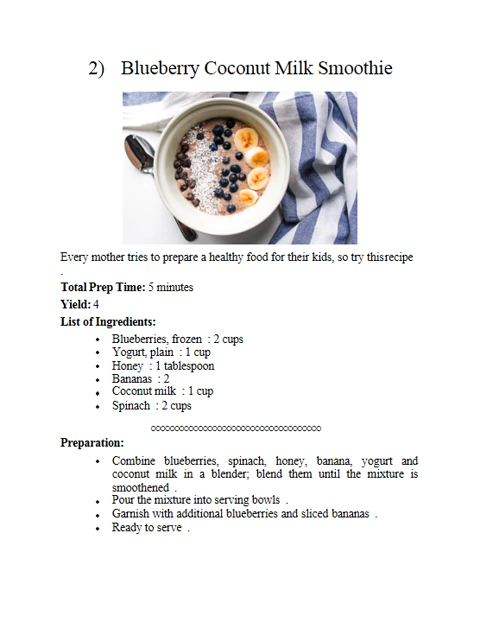 2) Blueberry Coconut Milk Smoothie
Every mother tries to prepare a healthy food for their kids, so try thisrecipe
.
Total Prep Time: 5 minutes
Yield: 4
List of Ingredients:
• Blueberries, frozen : 2 cups
• Yogurt, plain : 1 cup
• Honey : 1 tablespoon
• Bananas : 2
• Coconut milk : 1 cup
• Spinach : 2 cups
∞∞∞∞∞∞∞∞∞∞∞∞∞∞∞∞∞∞
Preparation:
• Combine blueberries, spinach, honey, banana, yogurt and
coconut milk in a blender; blend them until the mixture is
smoothened .
• Pour the mixture into serving bowls .
• Garnish with additional blueberries and sliced bananas .
• Ready to serve .